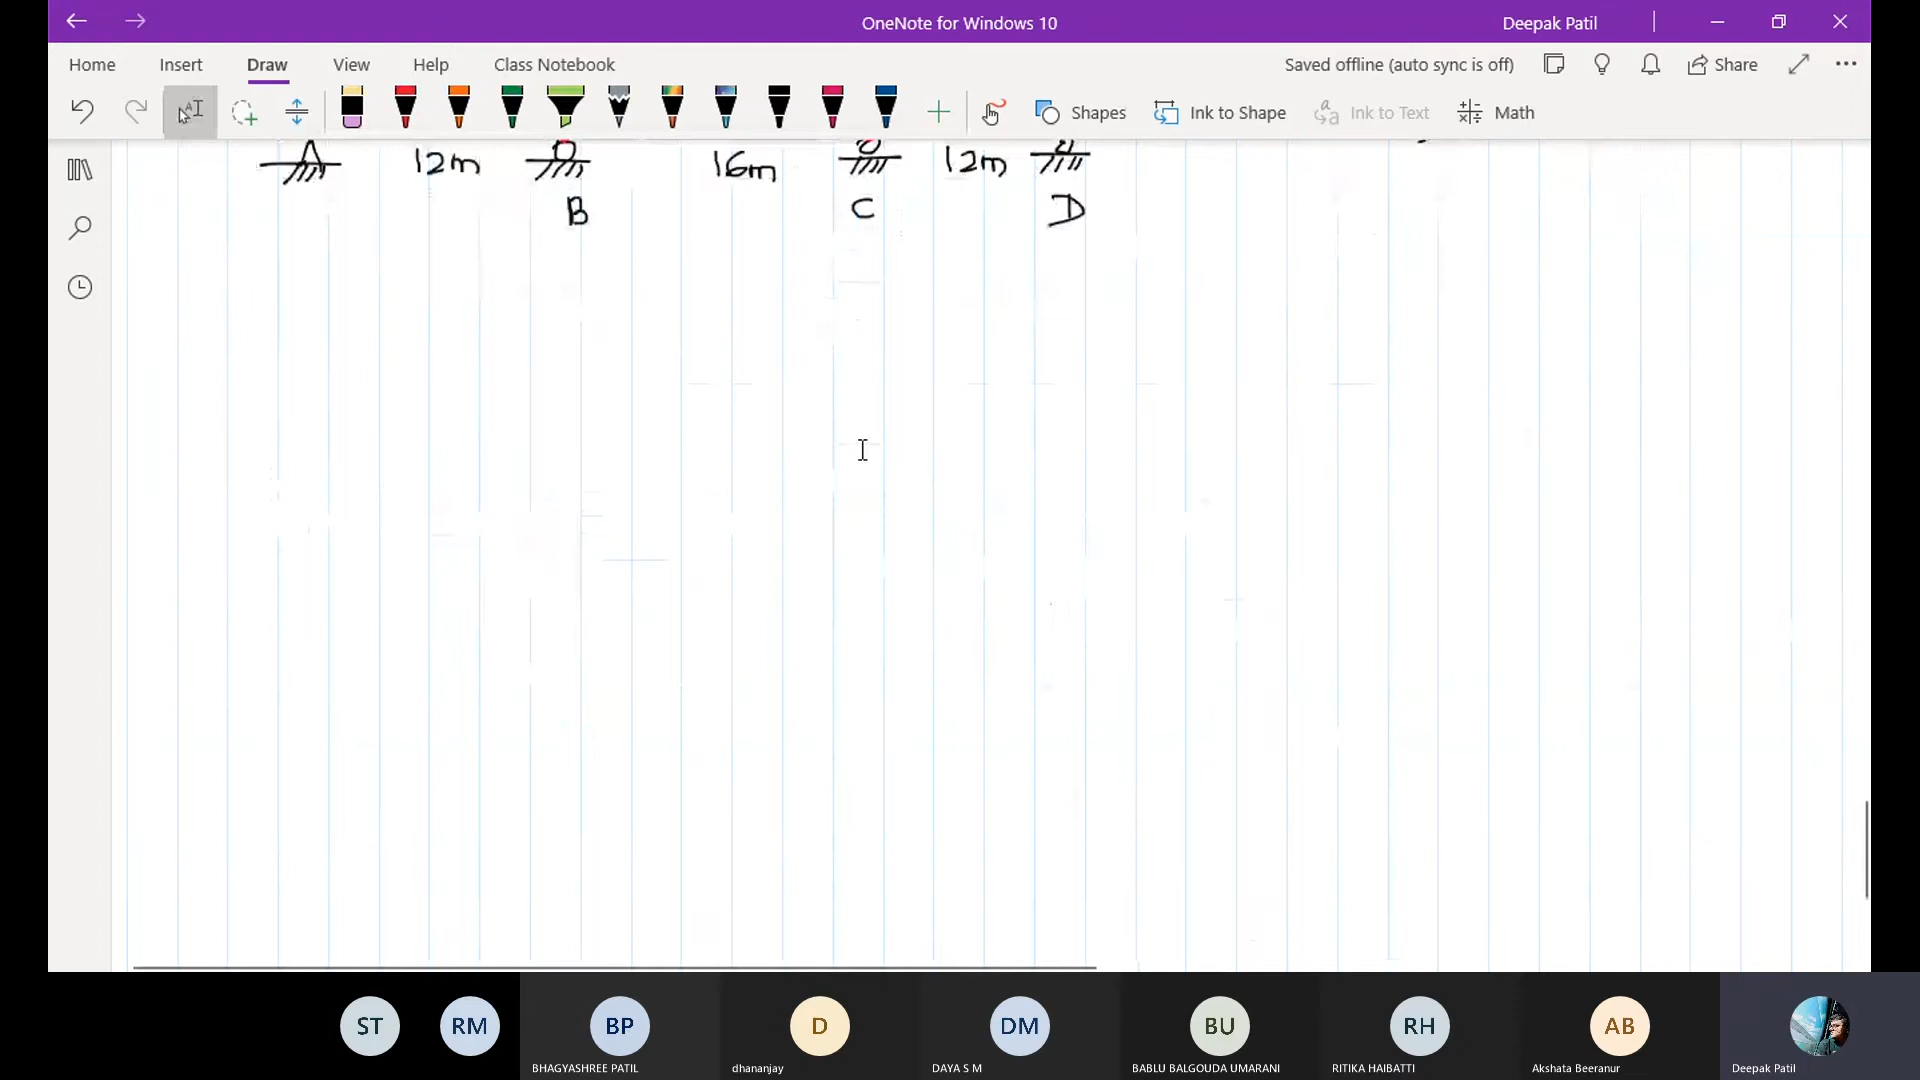 OneNote for Windows 10
Deepak Patil
Home Insert Draw View Help Class Notebook
Saved offline (auto sync is off) Share
Shapes Ink to Shape Ink to Text Math
12m 16m 12m
B C D
ST RM BP D DM BU RH AB
BHAGYASHREE PATIL dhananjay DAYA S M BABLU BALGOUDA UMARANI RITIKA HAIBATTI Akshata Beeranur Deepak Patil